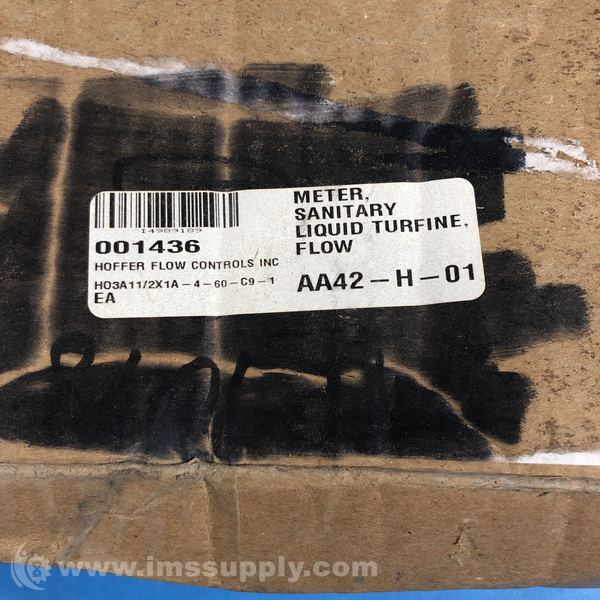 I4989189
001436
HOFFER FLOW CONTROLS INC
HO3A11/2X1A-4-60-C9-1
EA
METER,
SANITARY
LIQUID TURFINE,
FLOW
AA42-H-01
www.imssupply.com